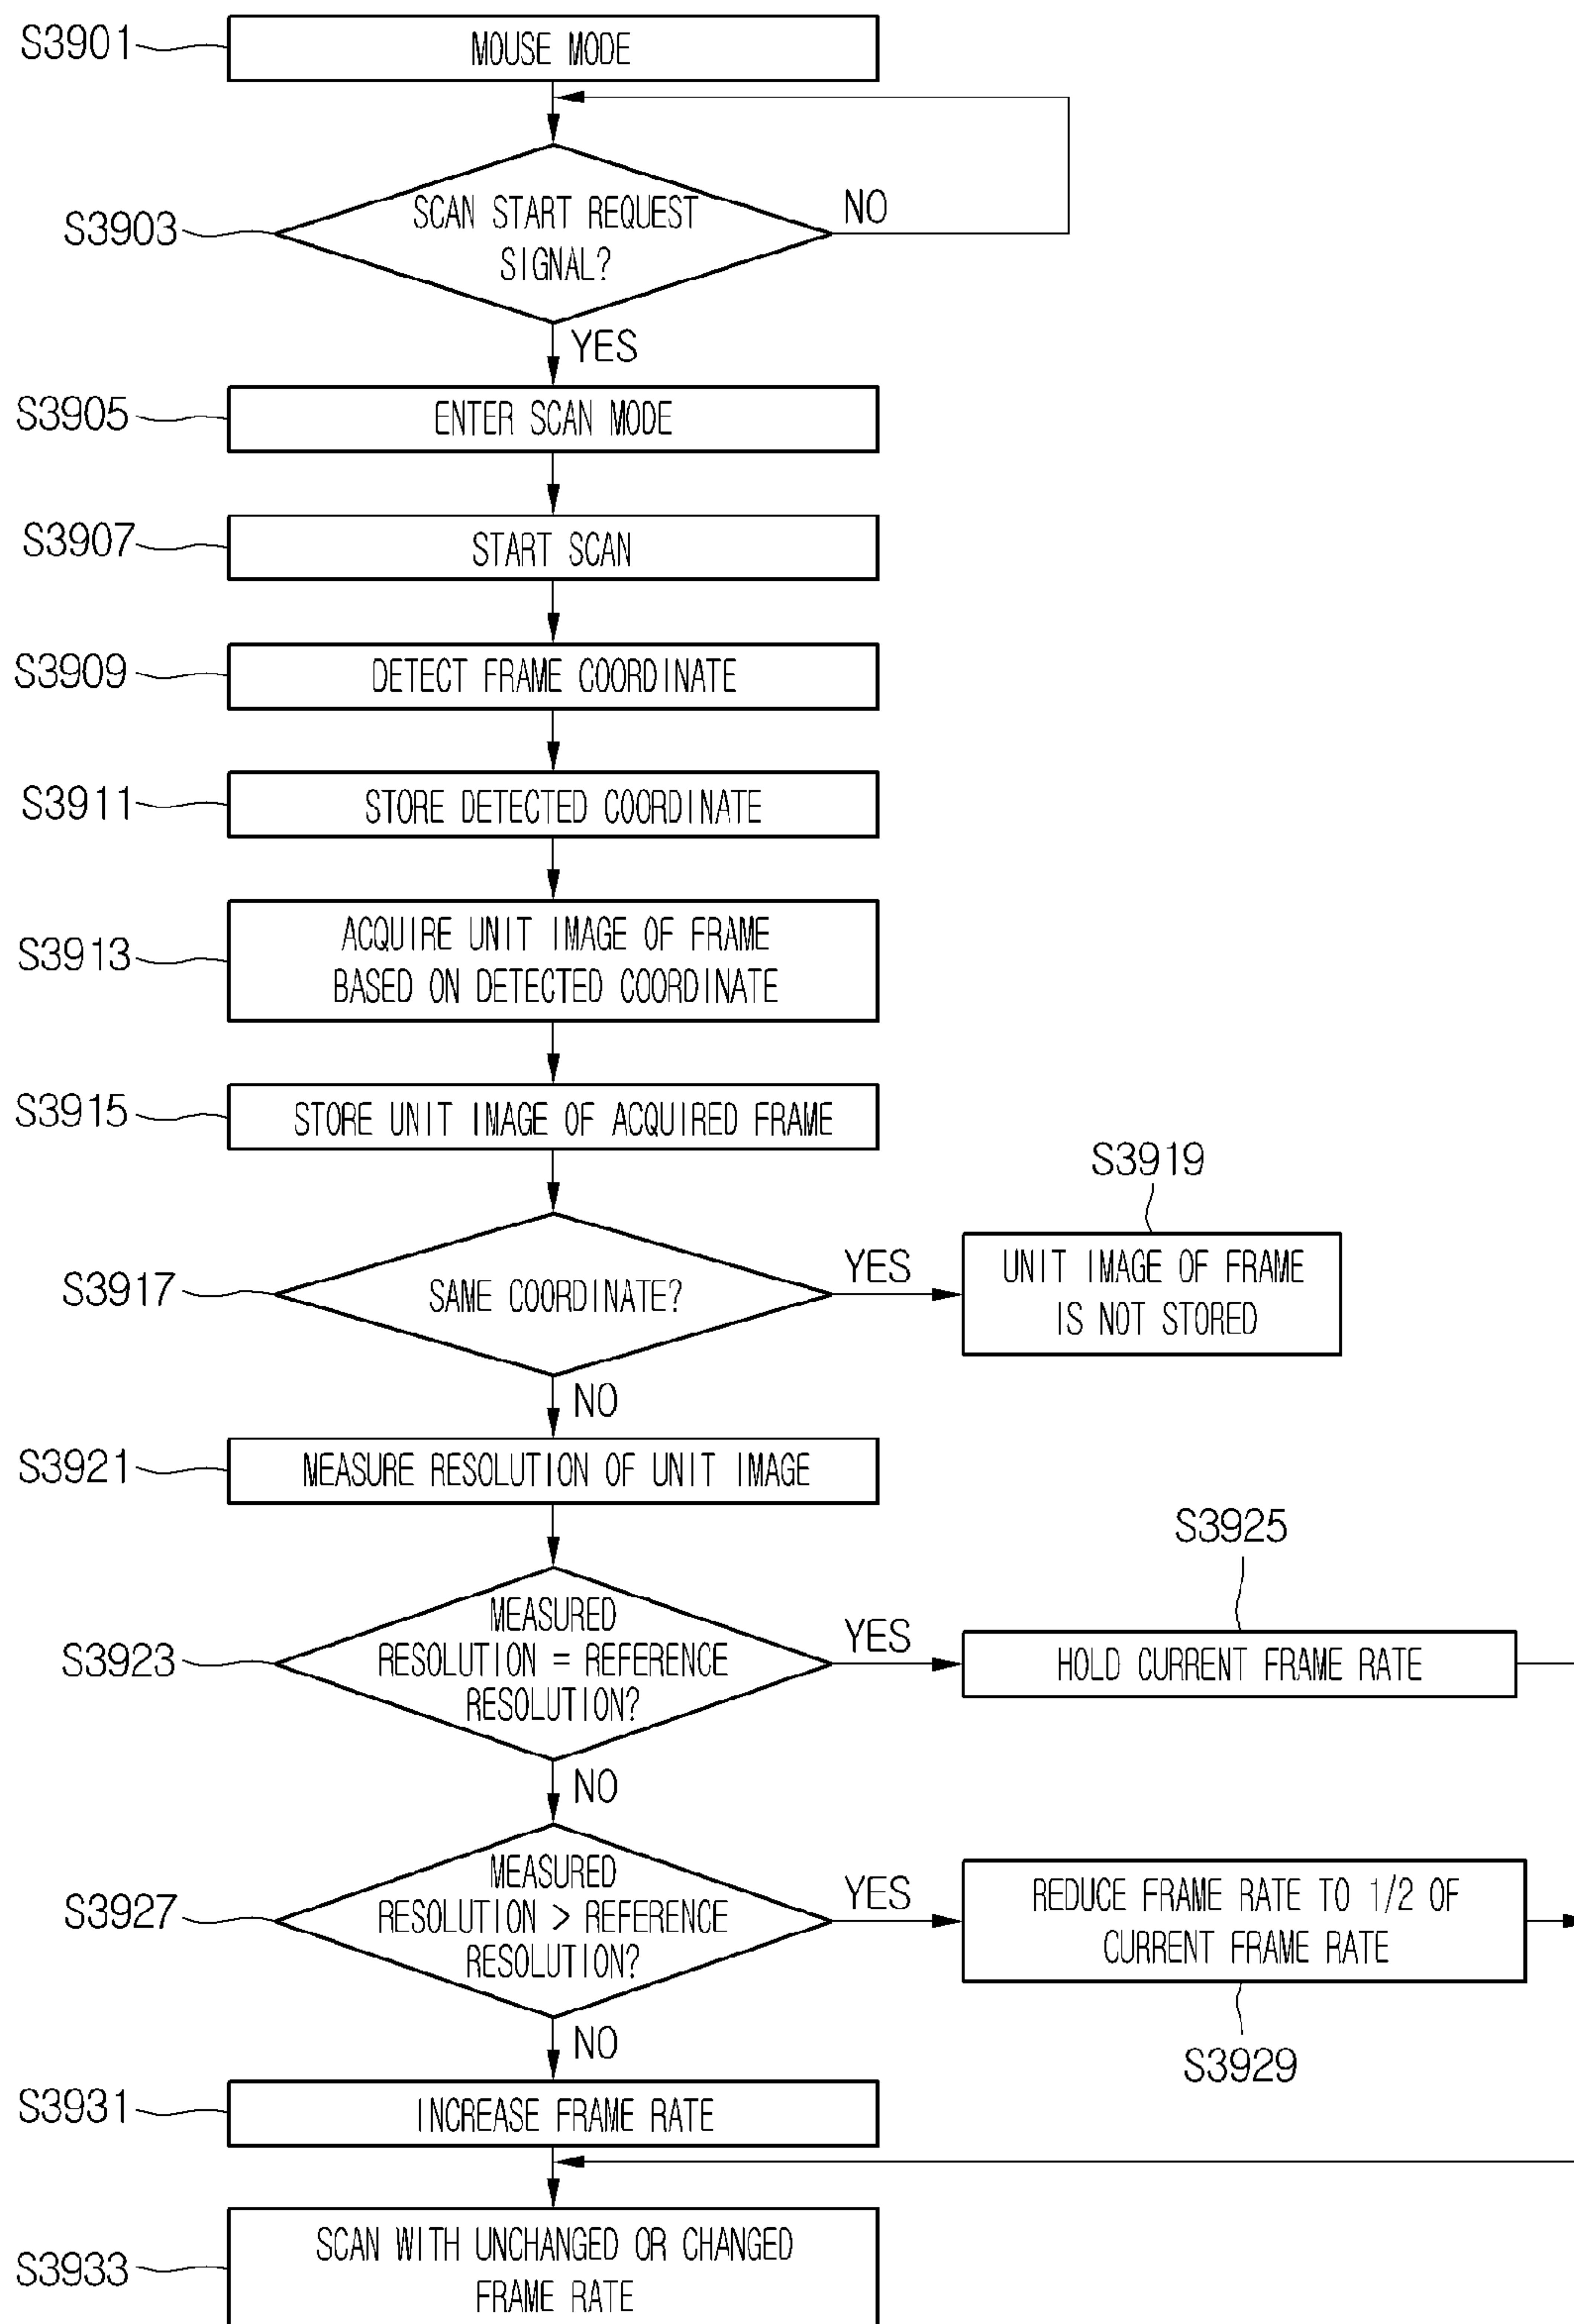 S3901
MOUSE MODE
S3903
SCAN START REQUEST
SIGNAL?
NO
YES
S3905
ENTER SCAN MODE
S3907
START SCAN
S3909
DETECT FRAME COORDINATE
S3911
STORE DETECTED COORDINATE
S3913
ACQUIRE UNIT IMAGE OF FRAME
BASED ON DETECTED COORDINATE
S3915
STORE UNIT IMAGE OF ACQUIRED FRAME
S3917
SAME COORDINATE?
YES
S3919
UNIT IMAGE OF FRAME
IS NOT STORED
NO
S3921
MEASURE RESOLUTION OF UNIT IMAGE
S3923
MEASURED
RESOLUTION = REFERENCE
RESOLUTION?
YES
S3925
HOLD CURRENT FRAME RATE
NO
S3927
MEASURED
RESOLUTION > REFERENCE
RESOLUTION?
YES
REDUCE FRAME RATE TO 1/2 OF
CURRENT FRAME RATE
S3929
NO
S3931
INCREASE FRAME RATE
S3933
SCAN WITH UNCHANGED OR CHANGED
FRAME RATE